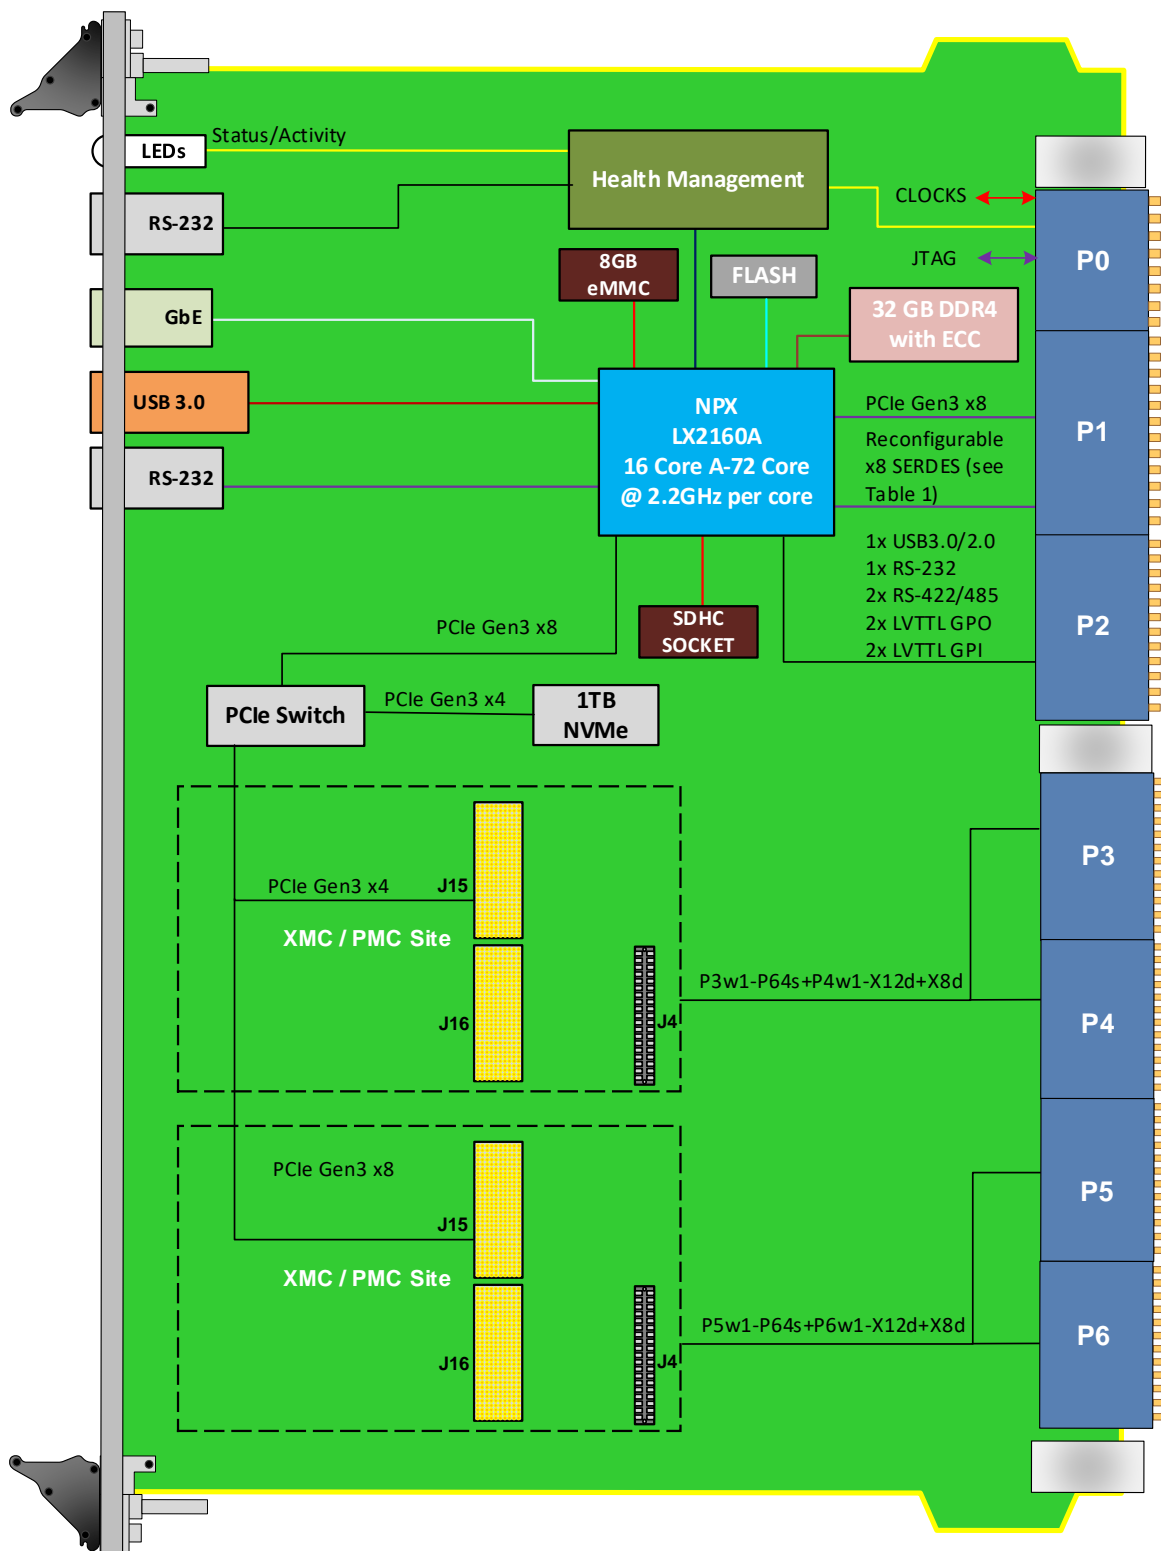 Status/Activity
LEDs
Health Management
RS-232
CLOCKS
JTAG
P0
8GB
eMMC
FLASH
GbE
32 GB DDR4
with ECC
USB 3.0
NPX
LX2160A
16 Core A-72 Core
@ 2.2GHz per core
PCIe Gen3 x8
Reconfigurable
x8 SERDES (see
Table 1)
P1
RS-232
1x USB3.0/2.0
1x RS-232
2x RS-422/485
2x LVTTL GPO
2x LVTTL GPI
P2
SDHC
SOCKET
PCIe Gen3 x8
PCIe Switch
PCIe Gen3 x4
1TB
NVMe
P3
PCIe Gen3 x4
J15
XMC / PMC Site
P3w1-P64s+P4w1-X12d+X8d
J16
J4
P4
PCIe Gen3 x8
J15
P5
XMC / PMC Site
P5w1-P64s+P6w1-X12d+X8d
J16
J4
P6